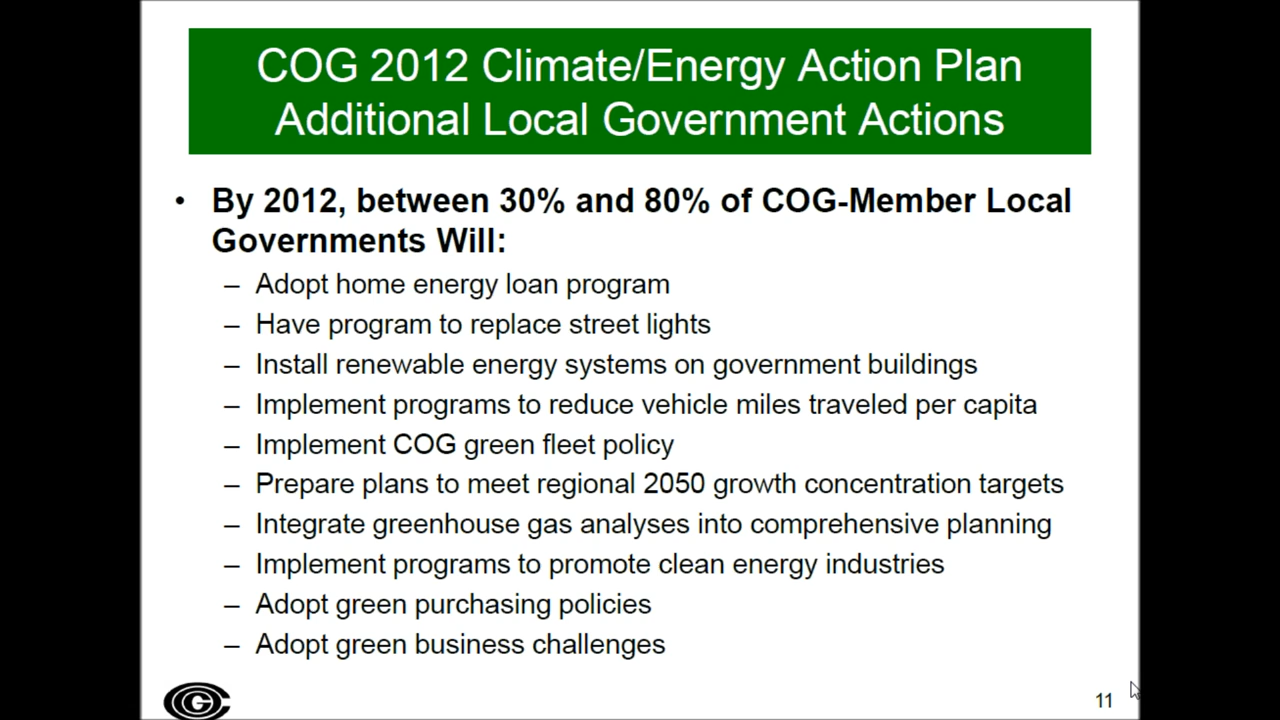 COG 2012 Climate/Energy Action Plan
Additional Local Government Actions
• By 2012, between 30% and 80% of COG-Member Local
Governments Will:
– Adopt home energy loan program
– Have program to replace street lights
– Install renewable energy systems on government buildings
– Implement programs to reduce vehicle miles traveled per capita
– Implement COG green fleet policy
– Prepare plans to meet regional 2050 growth concentration targets
– Integrate greenhouse gas analyses into comprehensive planning
– Implement programs to promote clean energy industries
– Adopt green purchasing policies
– Adopt green business challenges
11